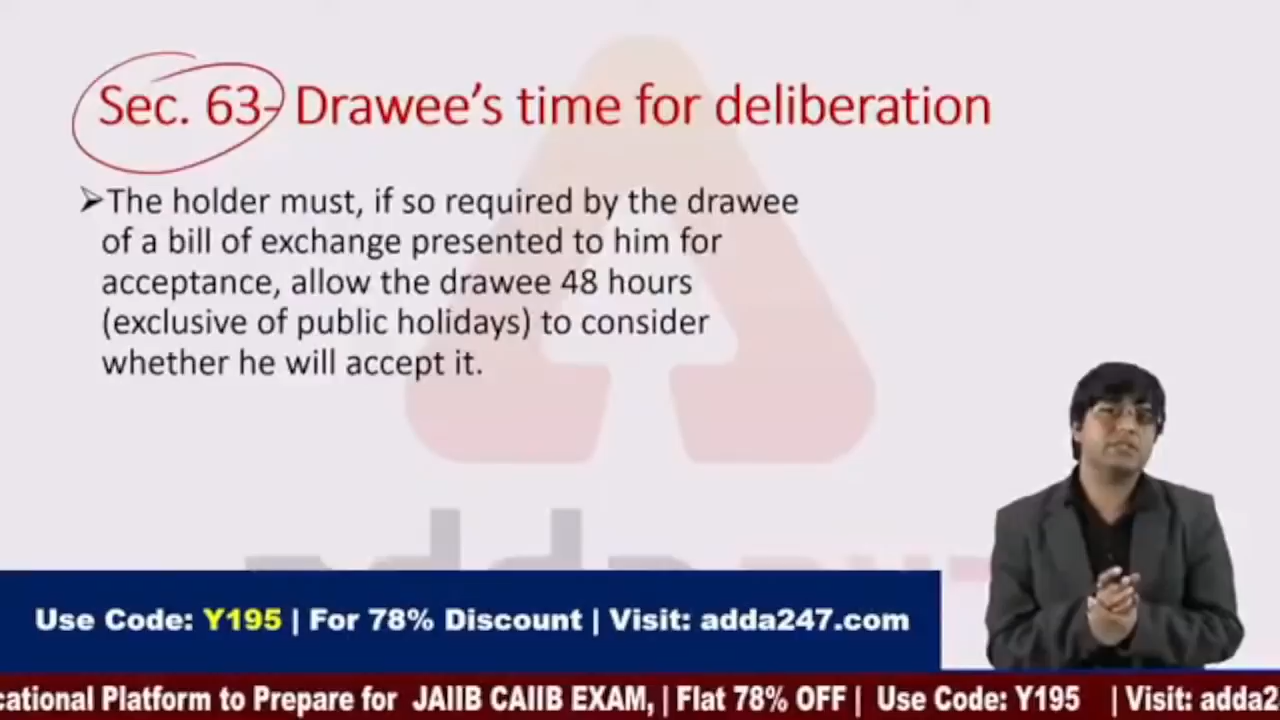 Sec. 63- Drawee's time for deliberation
➢The holder must, if so required by the drawee
of a bill of exchange presented to him for
acceptance, allow the drawee 48 hours
(exclusive of public holidays) to consider
whether he will accept it.
adda
Use Code: Y195 | For 78% Discount | Visit: adda247.com
cational Platform to Prepare for JAIIB CAIIB EXAM, | Flat 78% OFF | Use Code: Y195 | Visit: adda2